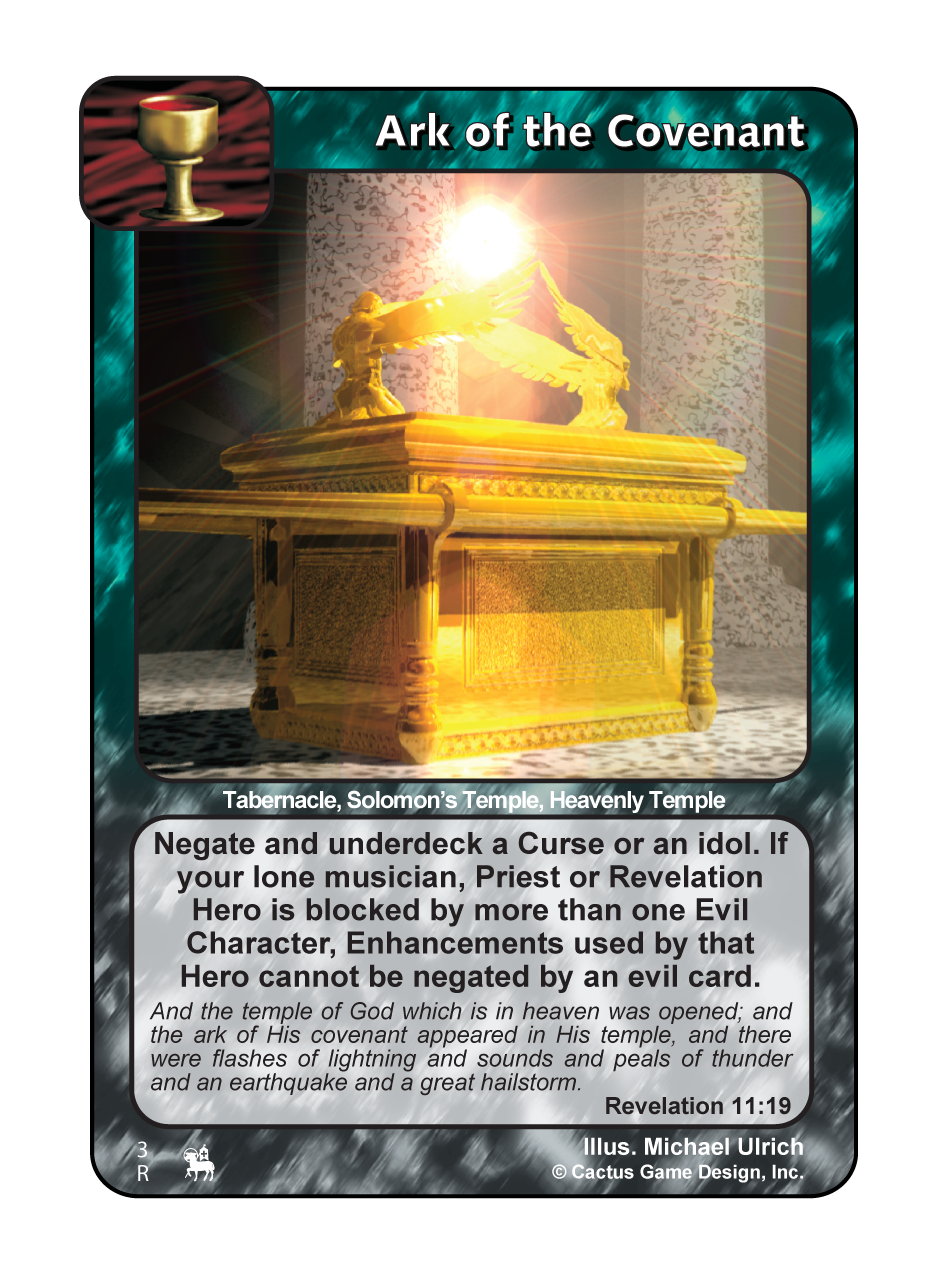 Ark of the Covenant
Tabernacle, Solomon's Temple, Heavenly Temple
Negate and underdeck a Curse or an idol. If
your lone musician, Priest or Revelation
Hero is blocked by more than one Evil
Character, Enhancements used by that
Hero cannot be negated by an evil card.
And the temple of God which is in heaven was opened; and
the ark of His covenant appeared in His temple, and there
were flashes of lightning and sounds and peals of thunder
and an earthquake and a great hailstorm.
Revelation 11:19
3
R
Illus. Michael Ulrich
© Cactus Game Design, Inc.